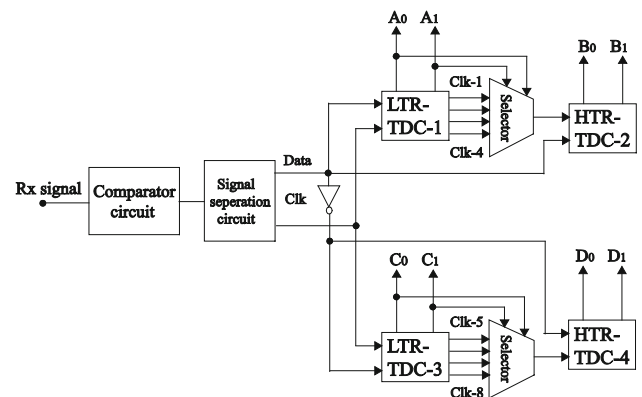 A0 A1
B0 B1
Clk-1
LTR-
TDC-1
Selector
Clk-4
HTR-
TDC-2
Data
Rx signal
Comparator
circuit
Signal
seperation
circuit
Clk
C0 C1
D0 D1
Clk-5
LTR-
TDC-3
Selector
Clk-8
HTR-
TDC-4